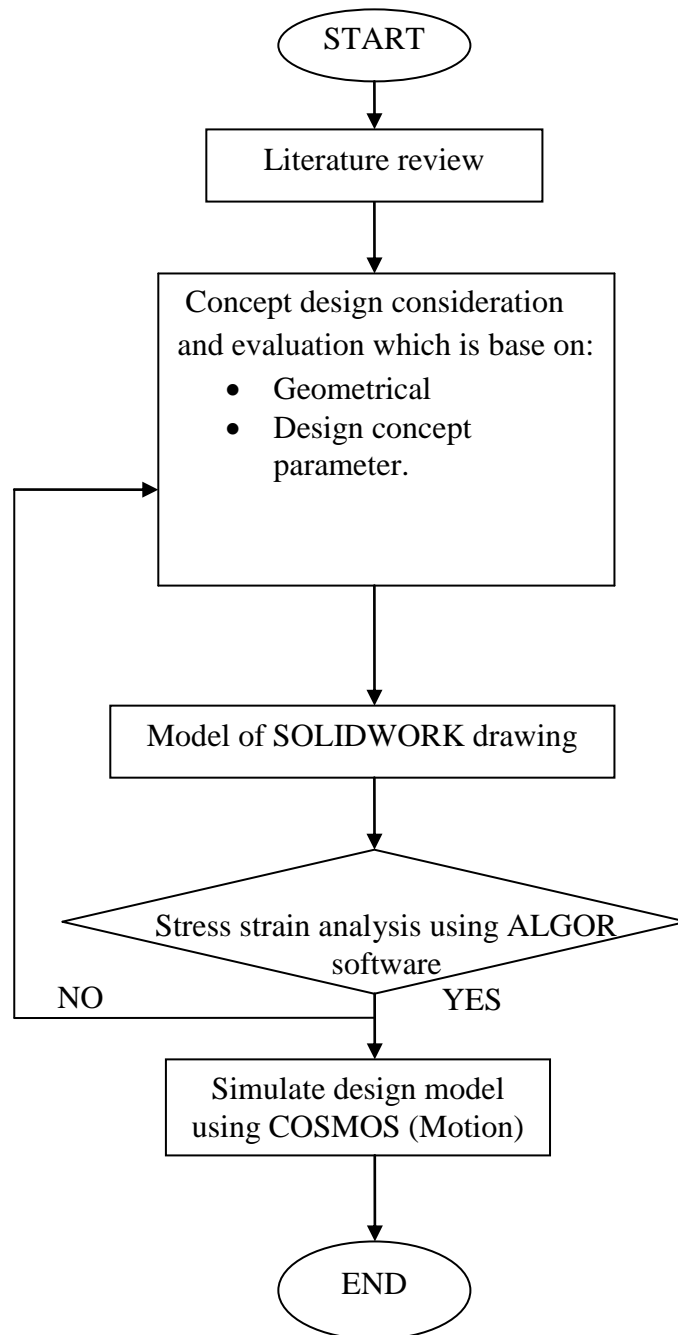 START
Literature review
Concept design consideration
and evaluation which is base on:
• Geometrical
• Design concept
parameter.
Model of SOLIDWORK drawing
Stress strain analysis using ALGOR
software
NO
YES
Simulate design model
using COSMOS (Motion)
END